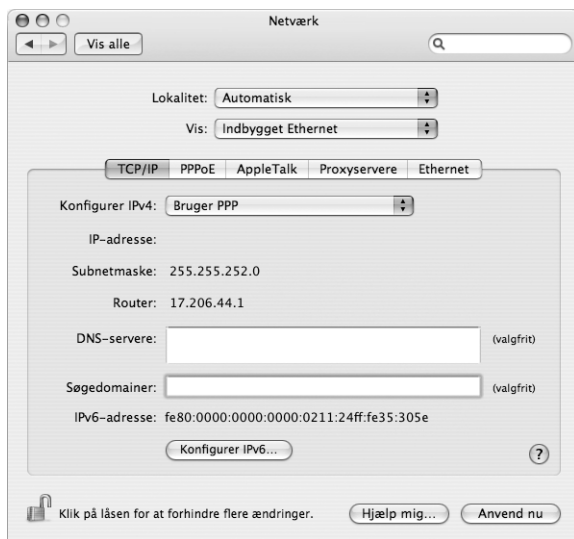 Netværk
Vis alle
Lokalitet: Automatisk
Vis: Indbygget Ethernet
TCP/IP PPPoE AppleTalk Proxyservere Ethernet
Konfigurer IPv4: Bruger PPP
IP-adresse:
Subnetmaske: 255.255.252.0
Router: 17.206.44.1
DNS-servere: (valgfrit)
Søgedomainer: (valgfrit)
IPv6-adresse: fe80:0000:0000:0000:0211:24ff:fe35:305e
Konfigurer IPv6... ?
Klik på låsen for at forhindre flere ændringer. Hjælp mig... Anvend nu